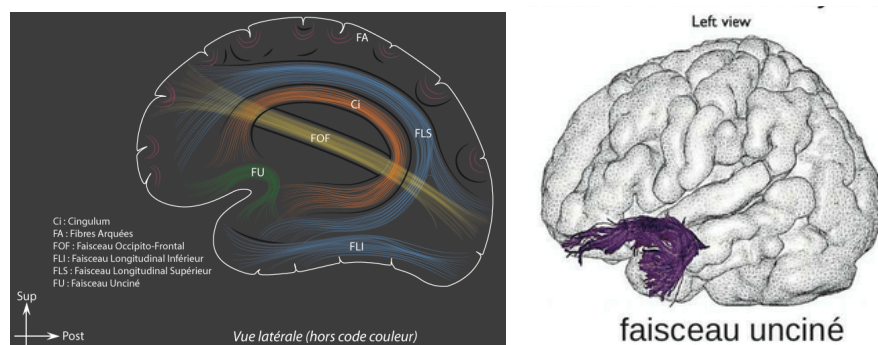 Left view
FA
Ci
FOF
FLS
FU
FLI
Ci : Cingulum
FA : Fibres Arquées
FOF : Faisceau Occipito-Frontal
FLI : Faisceau Longitudinal Inférieur
FLS : Faisceau Longitudinal Supérieur
FU : Faisceau Unciné
Sup
Post
Vue latérale (hors code couleur)
faisceau unciné